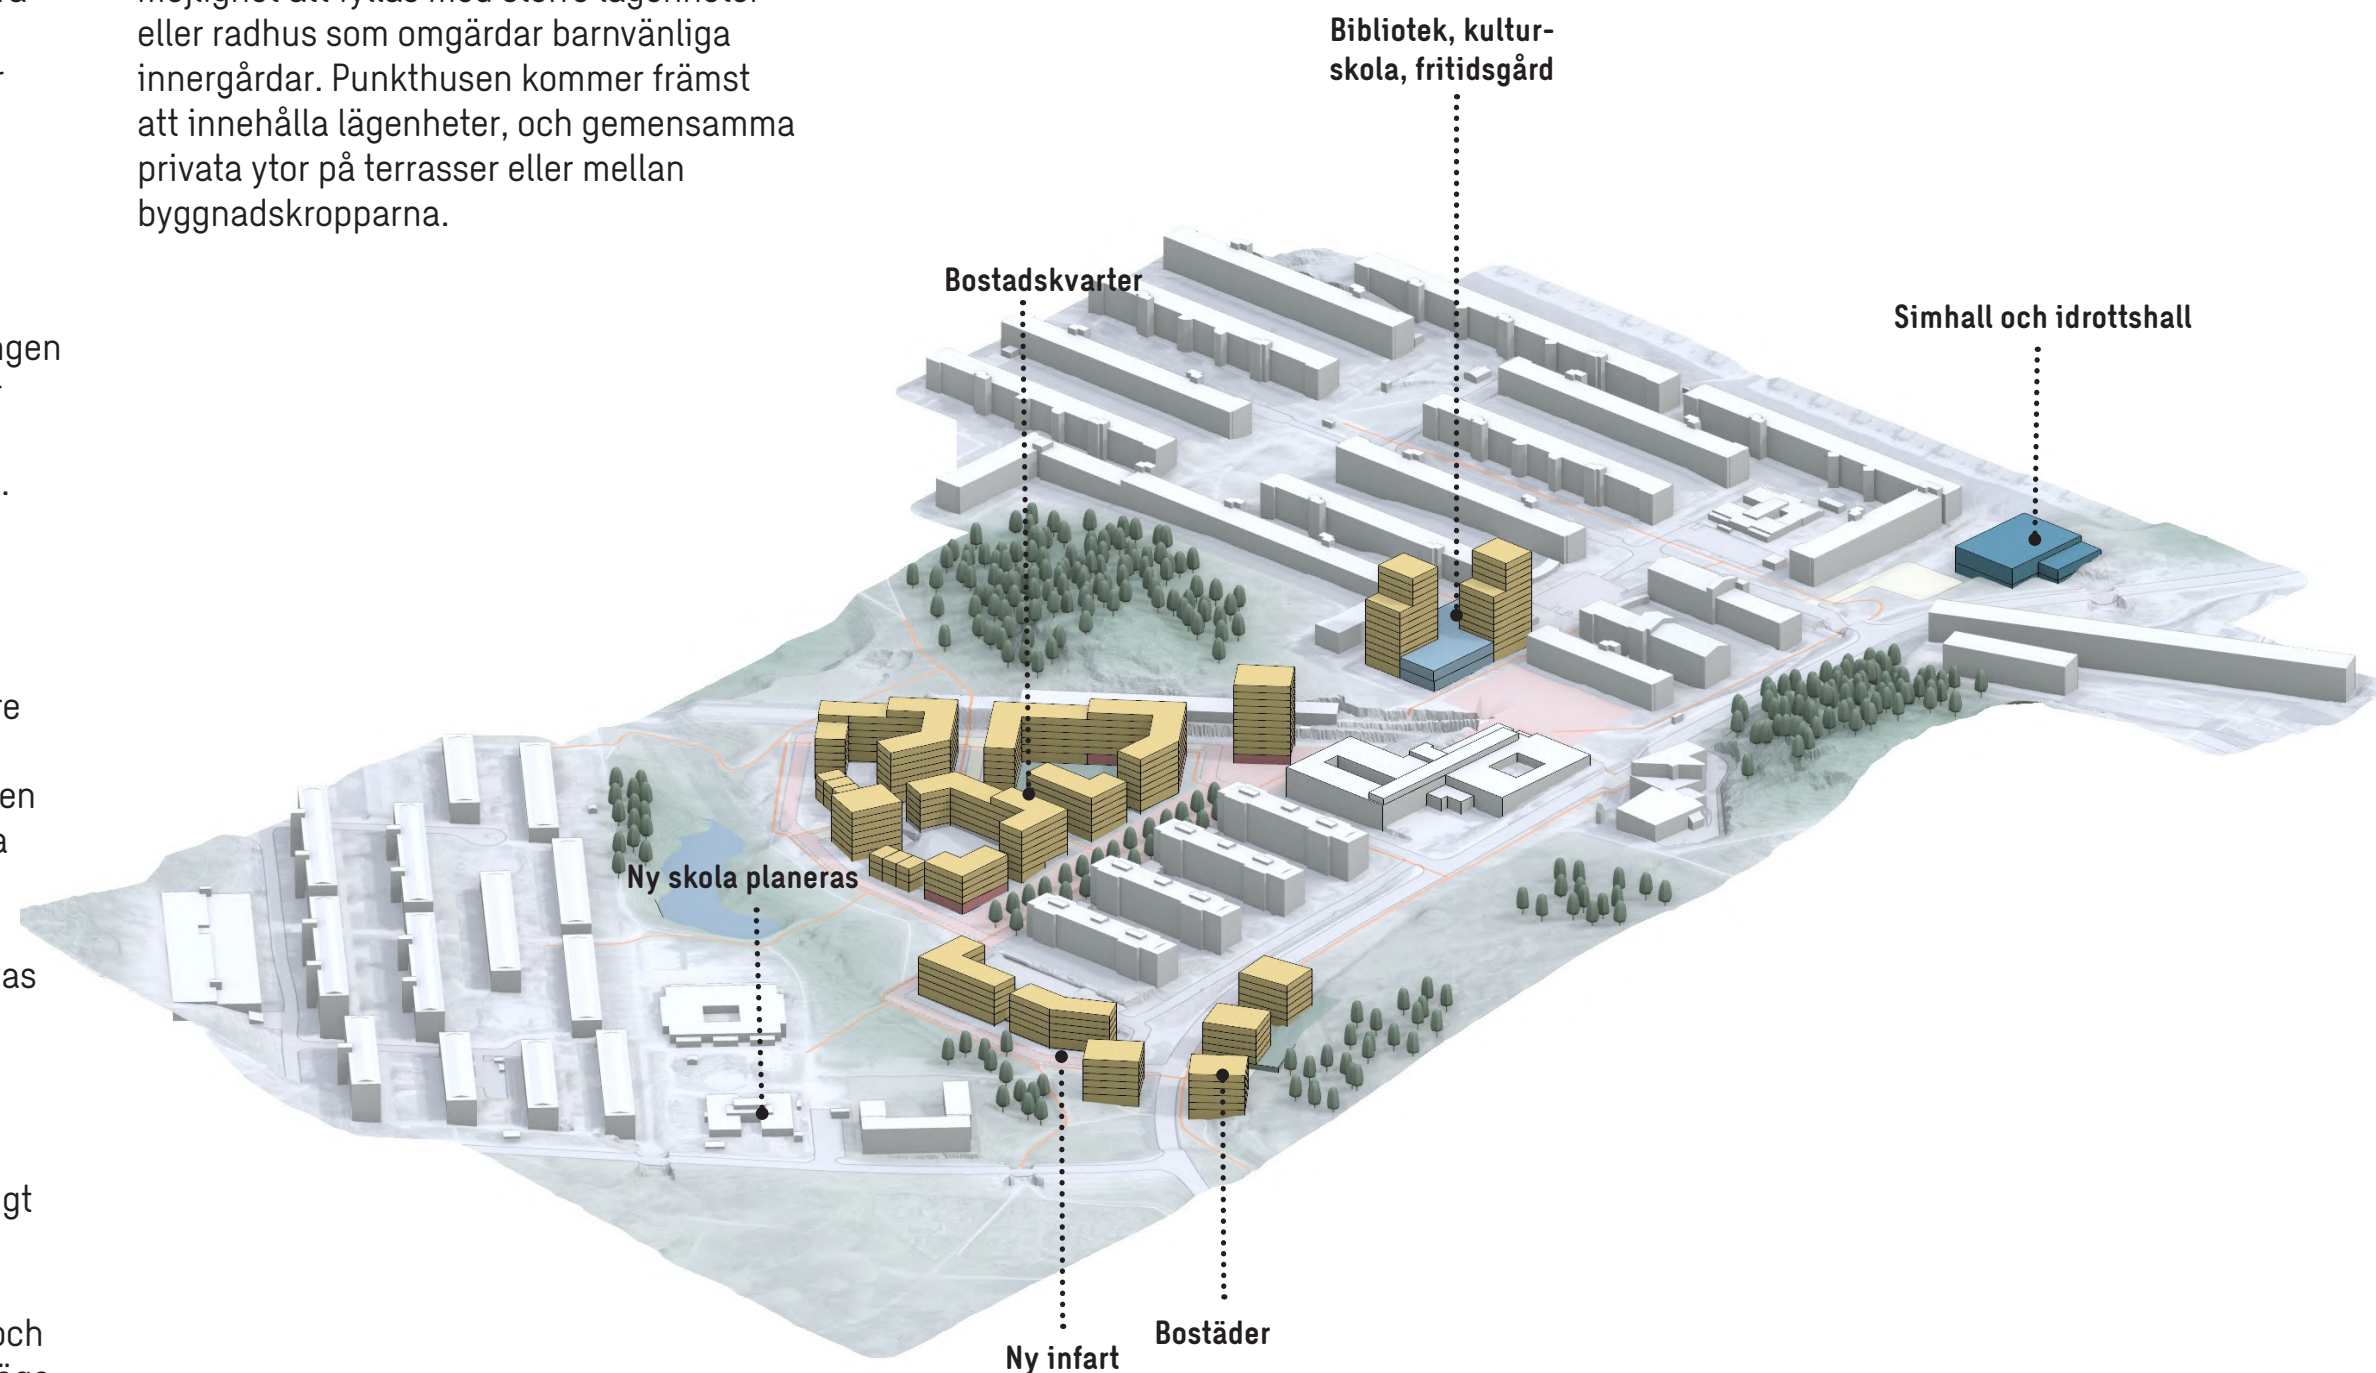 eller radhus som omgärdar barnvänliga
innergårdar. Punkthusen kommer främst
att innehålla lägenheter, och gemensamma
privata ytor på terrasser eller mellan
byggnadskropparna.
Bibliotek, kultur-
skola, fritidsgård
Bostadskvarter
Simhall och idrottshall
Ny skola planeras
Bostäder
Ny infart